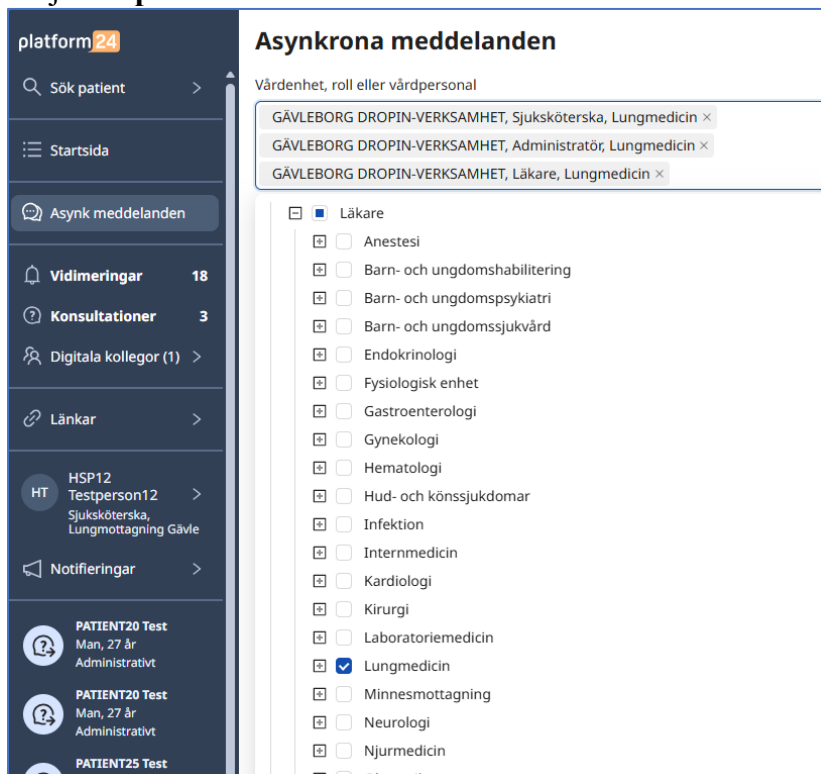 platform24
Sök patient
Startsida
Asynk meddelanden
Vidimeringar 18
Konsultationer 3
Digitala kollegor (1)
Länkar
HT
HSP12
Testperson12
Sjuksköterska,
Lungmottagning Gävle
Notifieringar
PATIENT20 Test
Man, 27 år
Administrativt
PATIENT20 Test
Man, 27 år
Administrativt
PATIENT25 Test
Asynkrona meddelanden
Vårdenhet, roll eller vårdpersonal
GÄVLEBORG DROPIN-VERKSAMHET, Sjuksköterska, Lungmedicin ×
GÄVLEBORG DROPIN-VERKSAMHET, Administratör, Lungmedicin ×
GÄVLEBORG DROPIN-VERKSAMHET, Läkare, Lungmedicin ×
Läkare
Anestesi
Barn- och ungdomshabilitering
Barn- och ungdomspsykiatri
Barn- och ungdomssjukvård
Endokrinologi
Fysiologisk enhet
Gastroenterologi
Gynekologi
Hematologi
Hud- och könssjukdomar
Infektion
Internmedicin
Kardiologi
Kirurgi
Laboratoriemedicin
Lungmedicin
Minnesmottagning
Neurologi
Njurmedicin